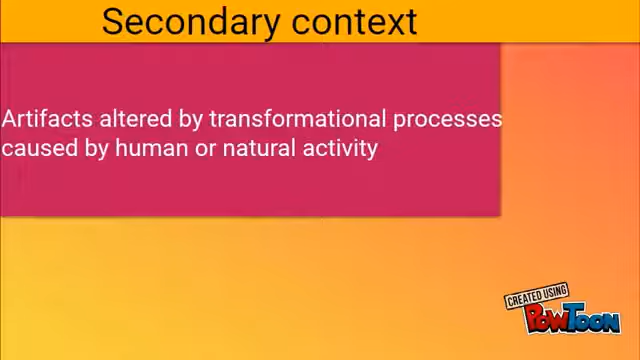 Secondary context
Artifacts altered by transformational processes
caused by human or natural activity
CREATED USING
POWTOON